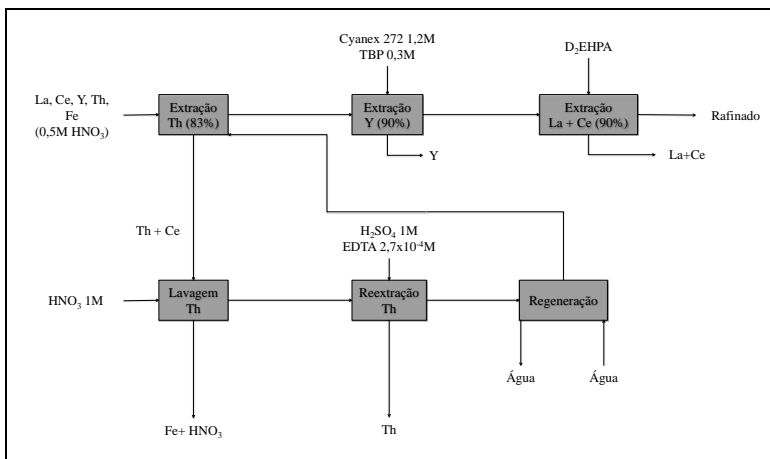 Cyanex 272 1,2M
TBP 0,3M
D₂EHPA
La, Ce, Y, Th,
Fe
(0,5M HNO₃)
Extração
Th (83%)
Extração
Y (90%)
Extração
La + Ce (90%)
Rafinado
Y
La+Ce
Th + Ce
H₂SO₄ 1M
EDTA 2,7x10⁻⁴M
HNO₃ 1M
Lavagem
Th
Reextração
Th
Regeneração
Água
Água
Fe+ HNO₃
Th